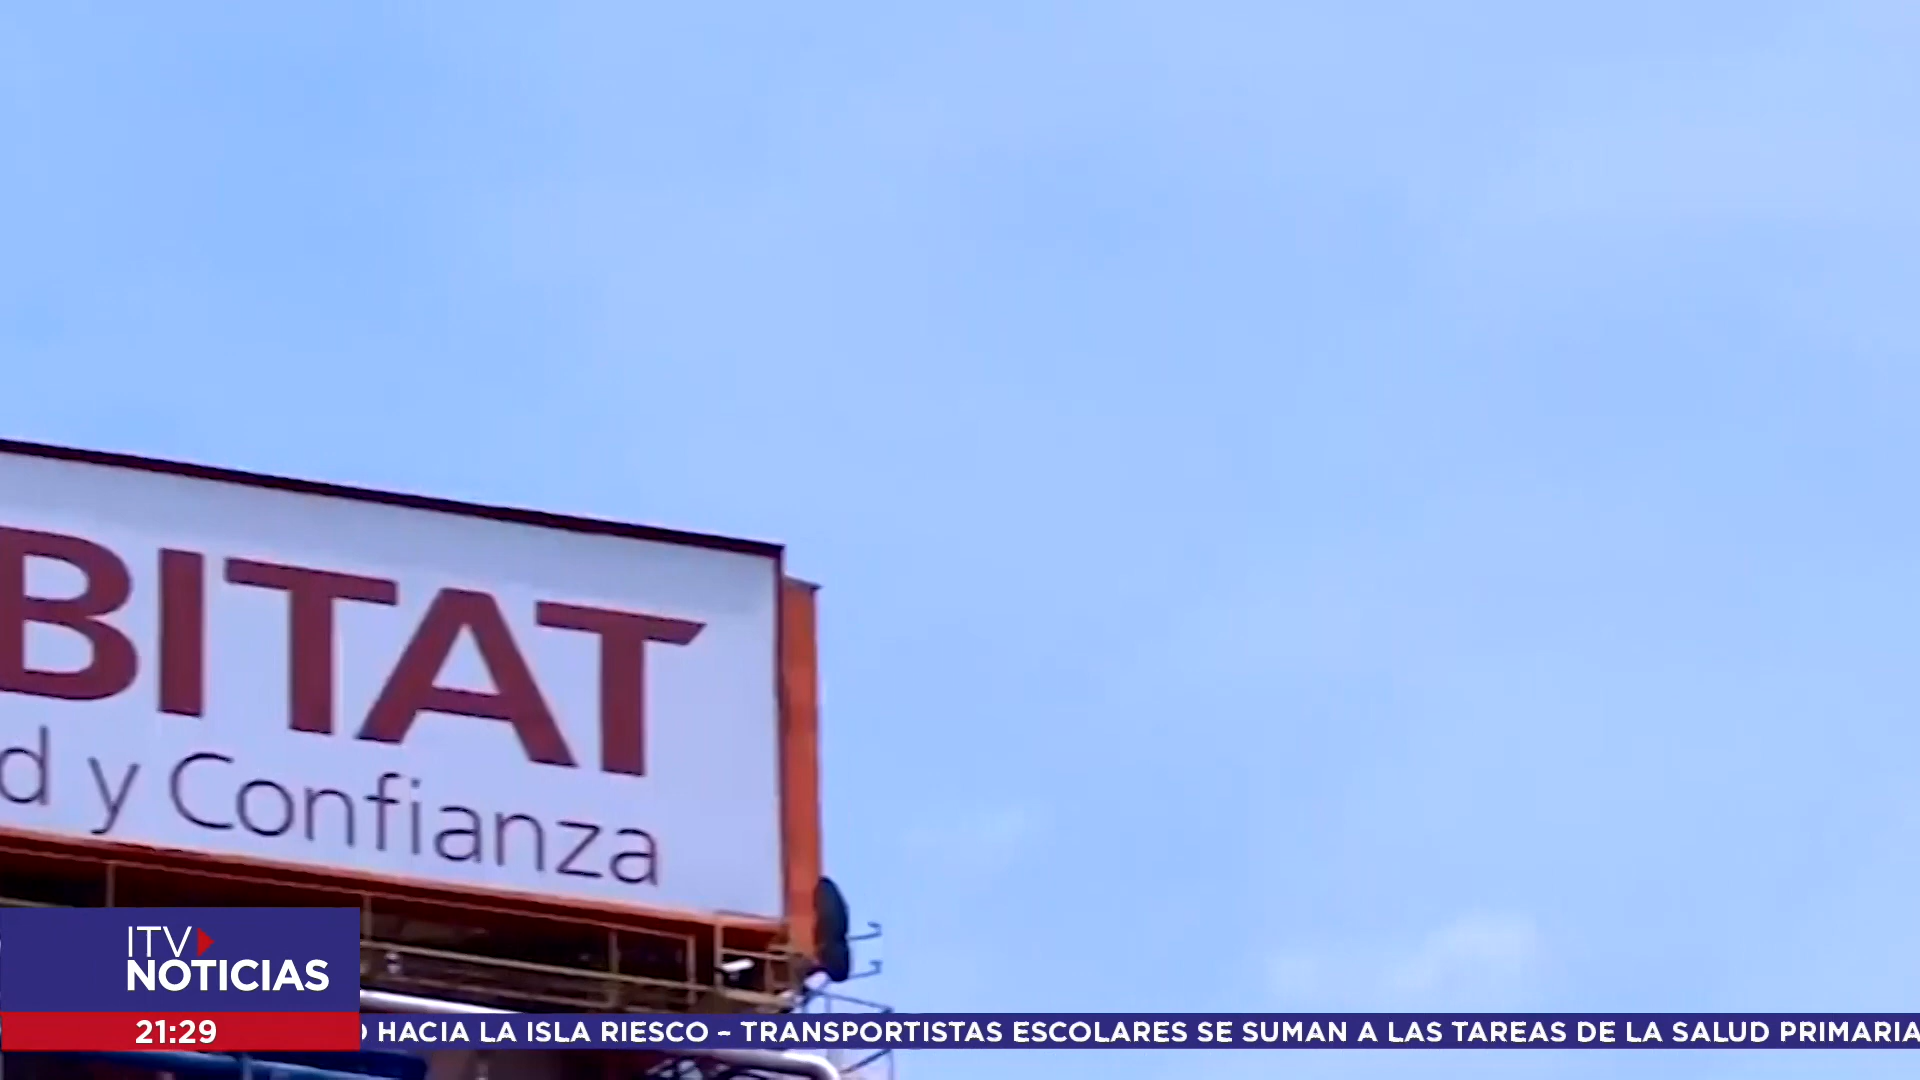 BITAT
d y Confianza
ITV
NOTICIAS
21:29
HACIA LA ISLA RIESCO – TRANSPORTISTAS ESCOLARES SE SUMAN A LAS TAREAS DE LA SALUD PRIMARIA